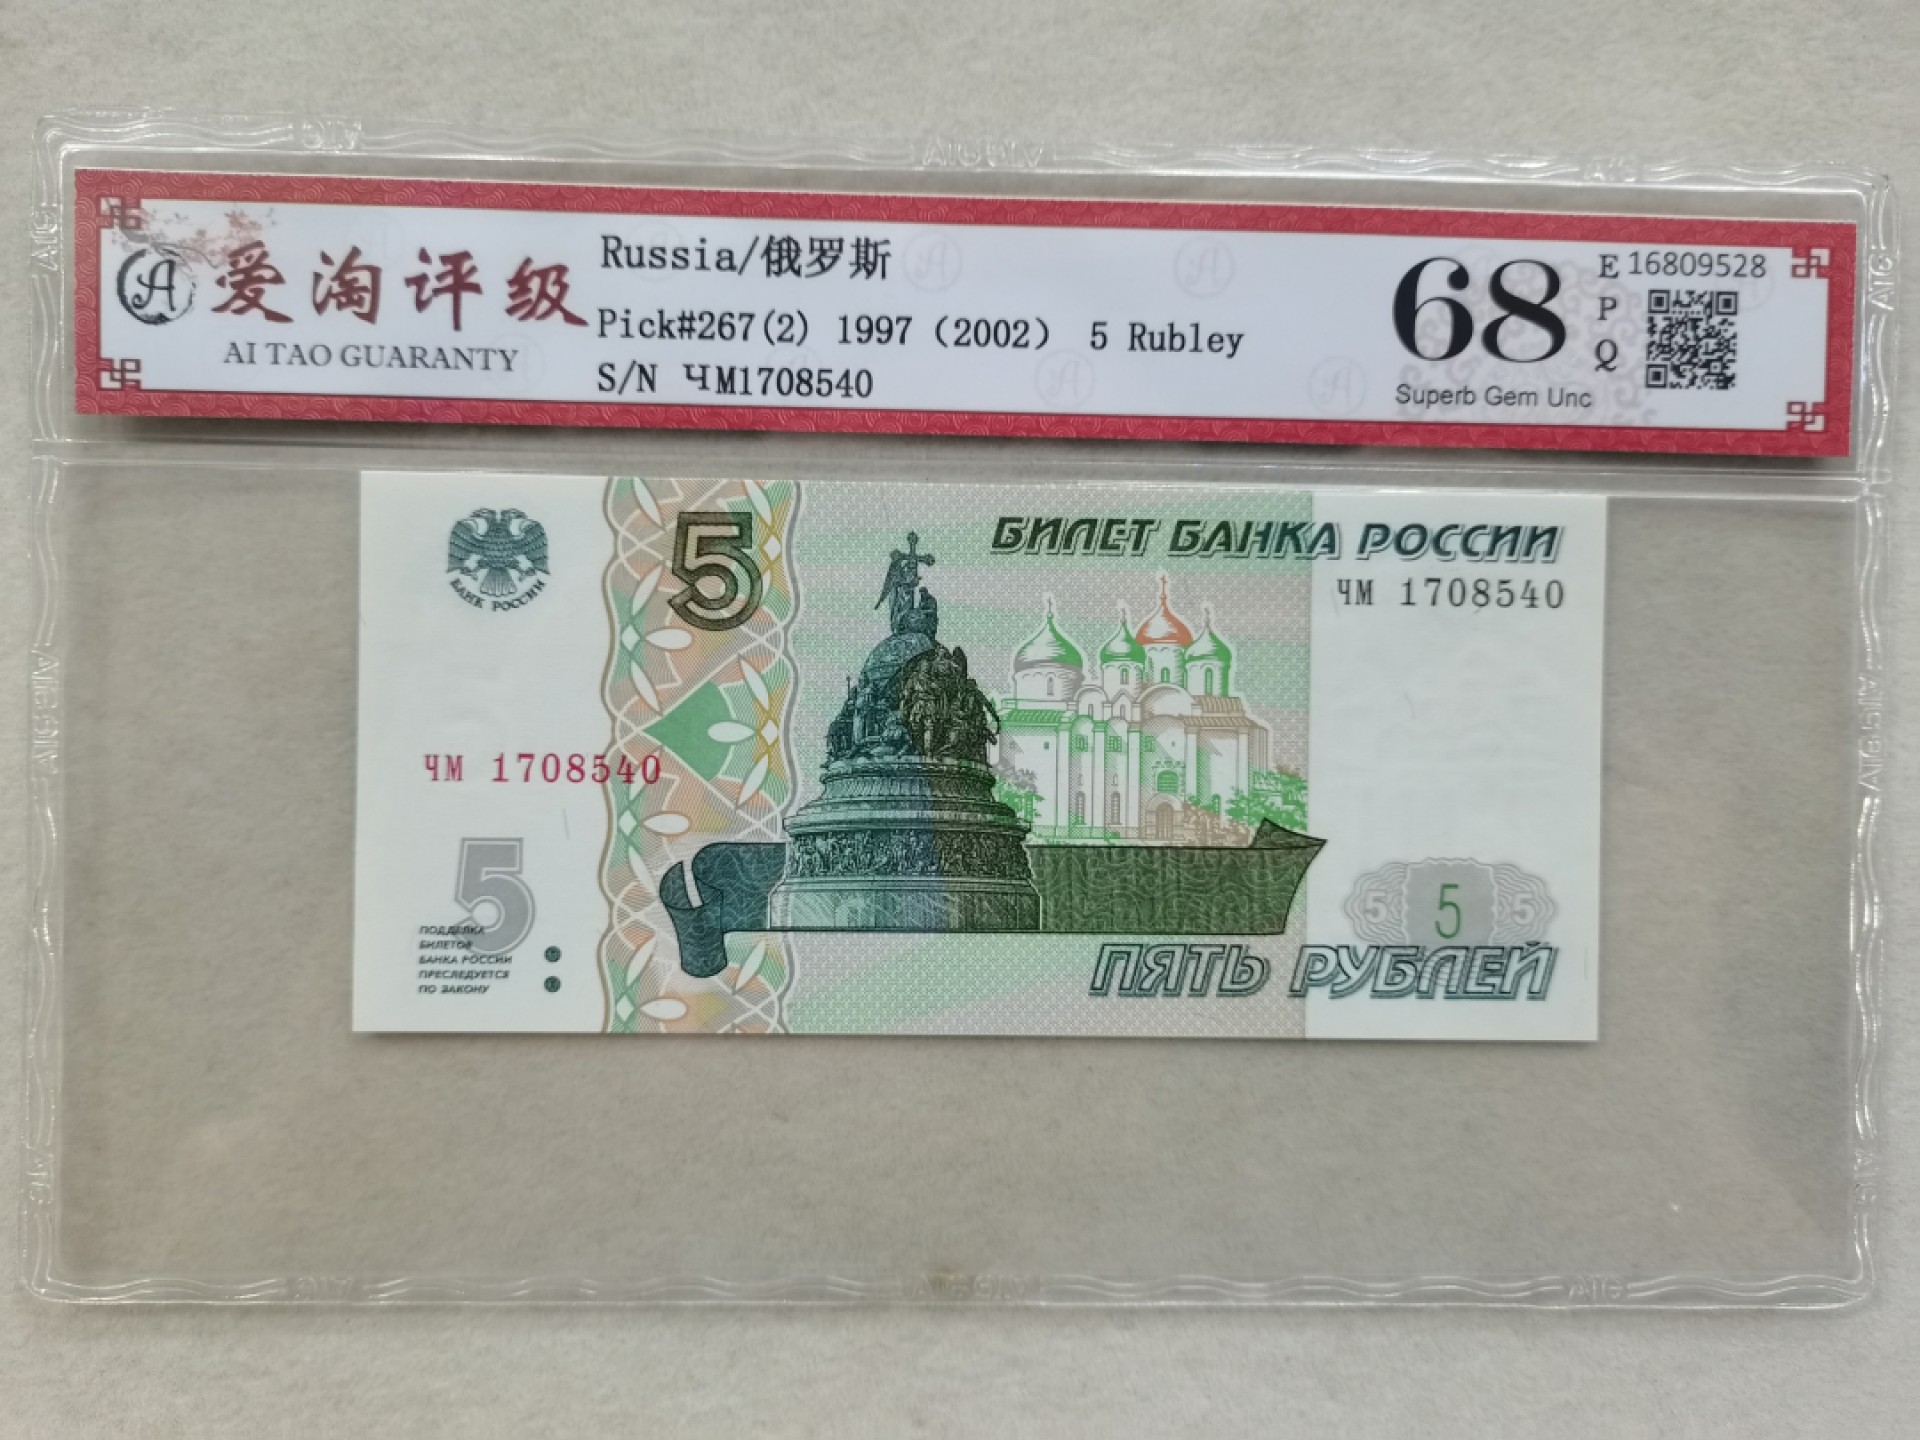 爱淘评级
AI TAO GUARANTY
Russia/俄罗斯
Pick#267(2) 1997 (2002) 5 Rubley
S/N ЧМ1708540
68
Superb Gem Unc
E
P
Q
16809528
БАНК РОССИИ
5
БИЛЕТ БАНКА РОССИИ
ЧМ 1708540
ЧМ 1708540
5
ПОДДЕЛКА
БИЛЕТОВ
БАНКА РОССИИ
ПРЕСЛЕДУЕТСЯ
ПО ЗАКОНУ
5 5 5
ПЯТЬ РУБЛЕЙ